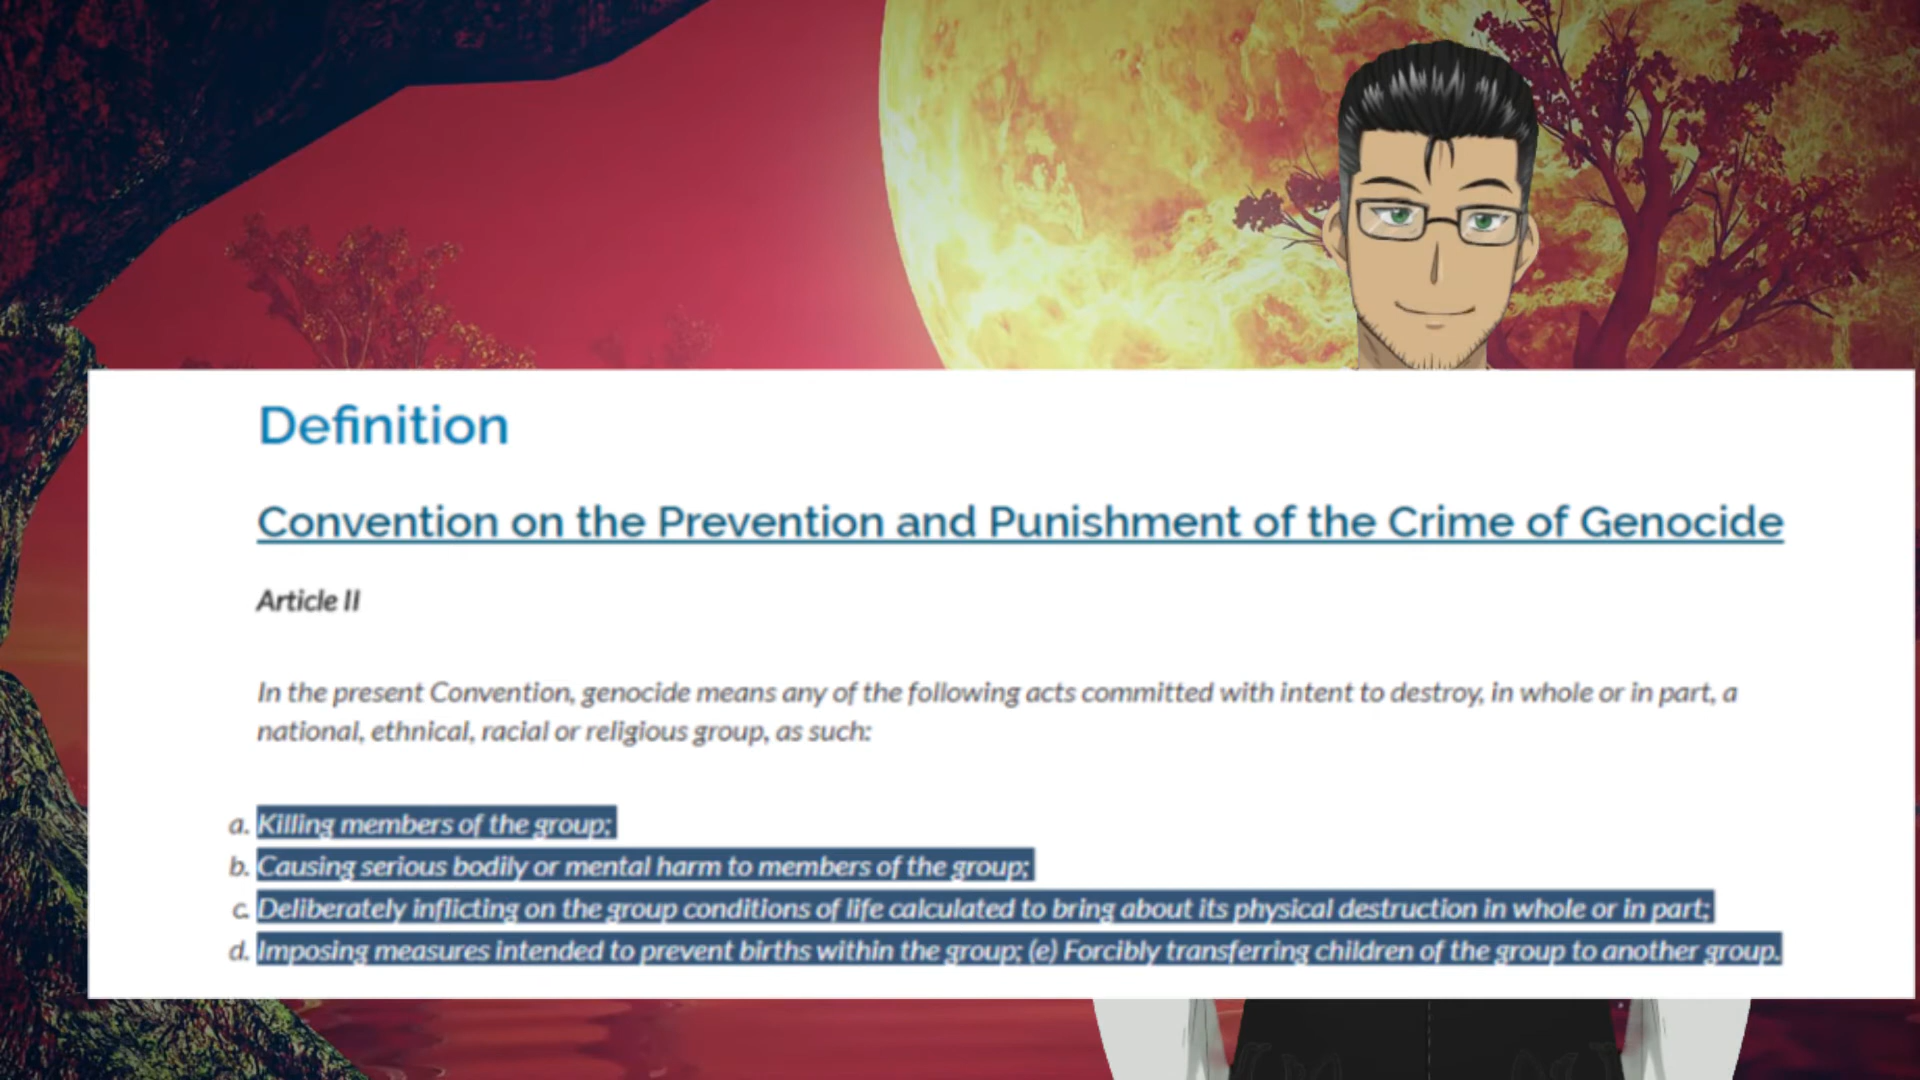 Definition
Convention on the Prevention and Punishment of the Crime of Genocide
Article II
In the present Convention, genocide means any of the following acts committed with intent to destroy, in whole or in part, a
national, ethnical, racial or religious group, as such:
a. Killing members of the group;
b. Causing serious bodily or mental harm to members of the group;
c. Deliberately inflicting on the group conditions of life calculated to bring about its physical destruction in whole or in part;
d. Imposing measures intended to prevent births within the group; (e) Forcibly transferring children of the group to another group.